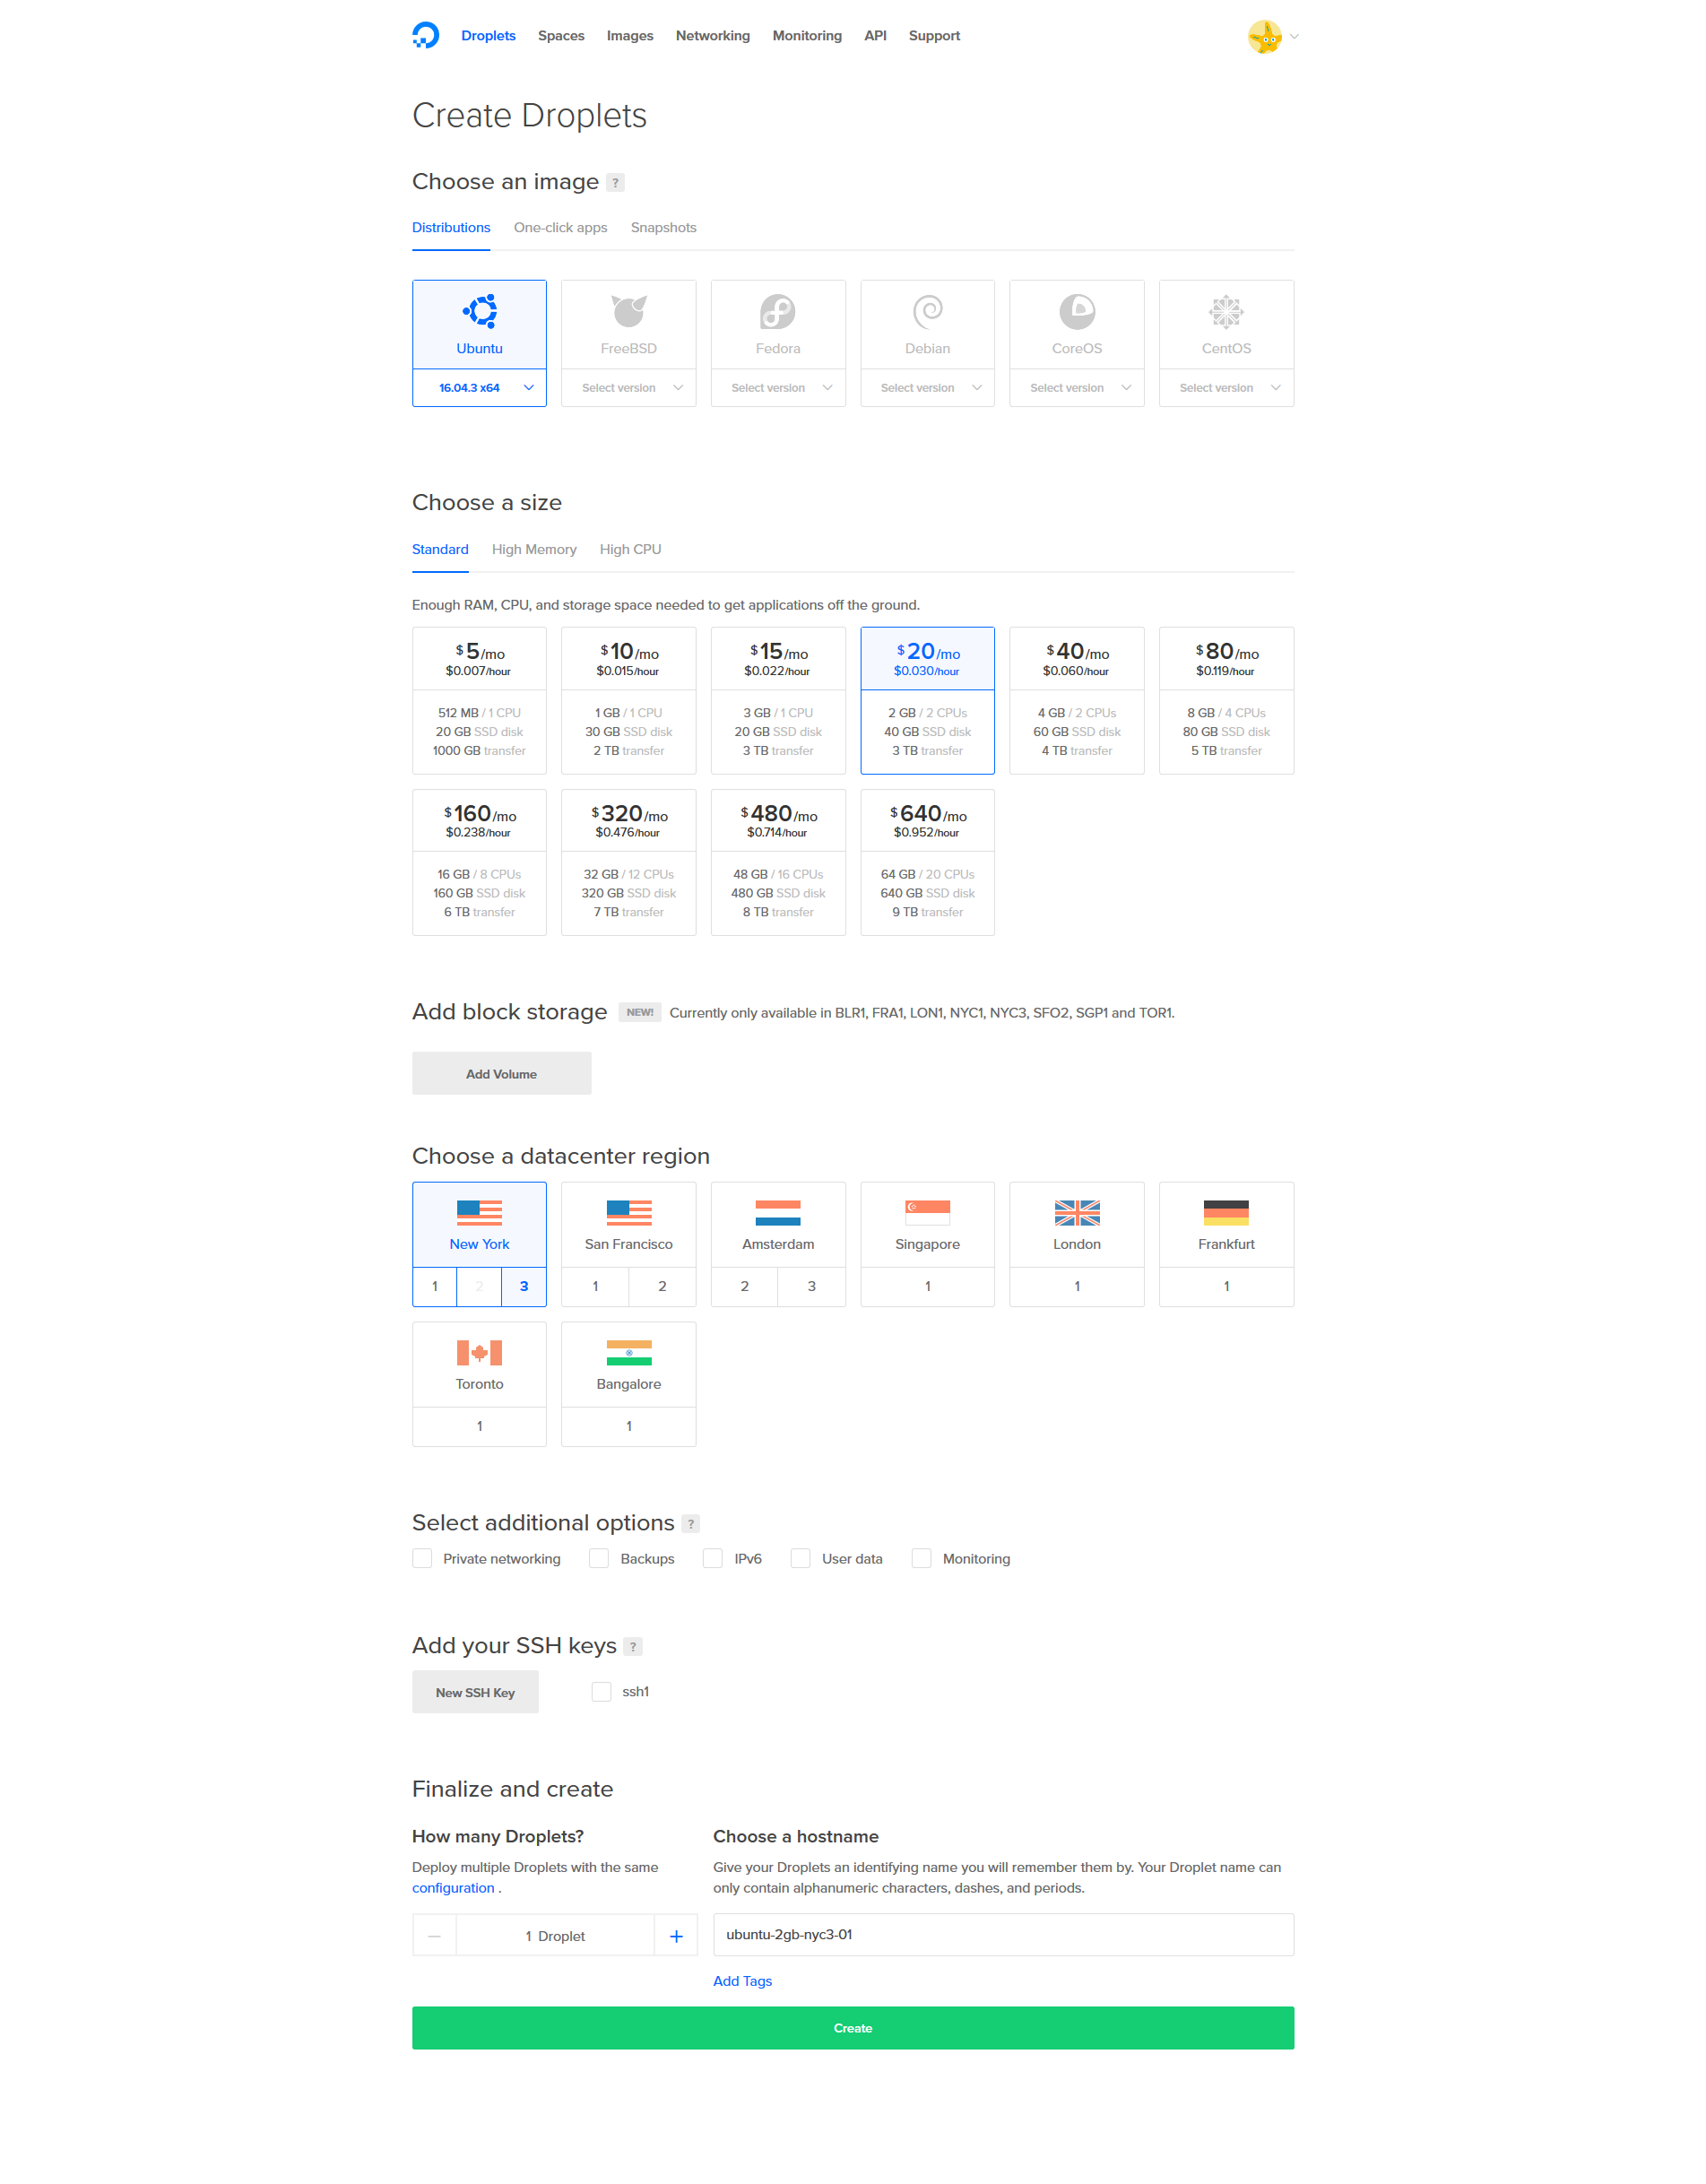 Droplets Spaces Images Networking Monitoring API Support
Create Droplets
Choose an image ?
Distributions One-click apps Snapshots
Ubuntu FreeBSD Fedora Debian CoreOS CentOS
16.04.3 x64 Select version Select version Select version Select version Select version
Choose a size
Standard High Memory High CPU
Enough RAM, CPU, and storage space needed to get applications off the ground.
$5/mo $10/mo $15/mo $20/mo $40/mo $80/mo
$0.007/hour $0.015/hour $0.022/hour $0.030/hour $0.060/hour $0.119/hour
512 MB / 1 CPU 1 GB / 1 CPU 3 GB / 1 CPU 2 GB / 2 CPUs 4 GB / 2 CPUs 8 GB / 4 CPUs
20 GB SSD disk 30 GB SSD disk 20 GB SSD disk 40 GB SSD disk 60 GB SSD disk 80 GB SSD disk
1000 GB transfer 2 TB transfer 3 TB transfer 3 TB transfer 4 TB transfer 5 TB transfer
$160/mo $320/mo $480/mo $640/mo
$0.238/hour $0.476/hour $0.714/hour $0.952/hour
16 GB / 8 CPUs 32 GB / 12 CPUs 48 GB / 16 CPUs 64 GB / 20 CPUs
160 GB SSD disk 320 GB SSD disk 480 GB SSD disk 640 GB SSD disk
6 TB transfer 7 TB transfer 8 TB transfer 9 TB transfer
Add block storage NEW! Currently only available in BLR1, FRA1, LON1, NYC1, NYC3, SFO2, SGP1 and TOR1.
Add Volume
Choose a datacenter region
New York San Francisco Amsterdam Singapore London Frankfurt
1 2 3 1 2 2 3 1 1 1
Toronto Bangalore
1 1
Select additional options ?
Private networking Backups IPv6 User data Monitoring
Add your SSH keys ?
New SSH Key ssh1
Finalize and create
How many Droplets?
Deploy multiple Droplets with the same
configuration .
1 Droplet
Choose a hostname
Give your Droplets an identifying name you will remember them by. Your Droplet name can
only contain alphanumeric characters, dashes, and periods.
ubuntu-2gb-nyc3-01
Add Tags
Create